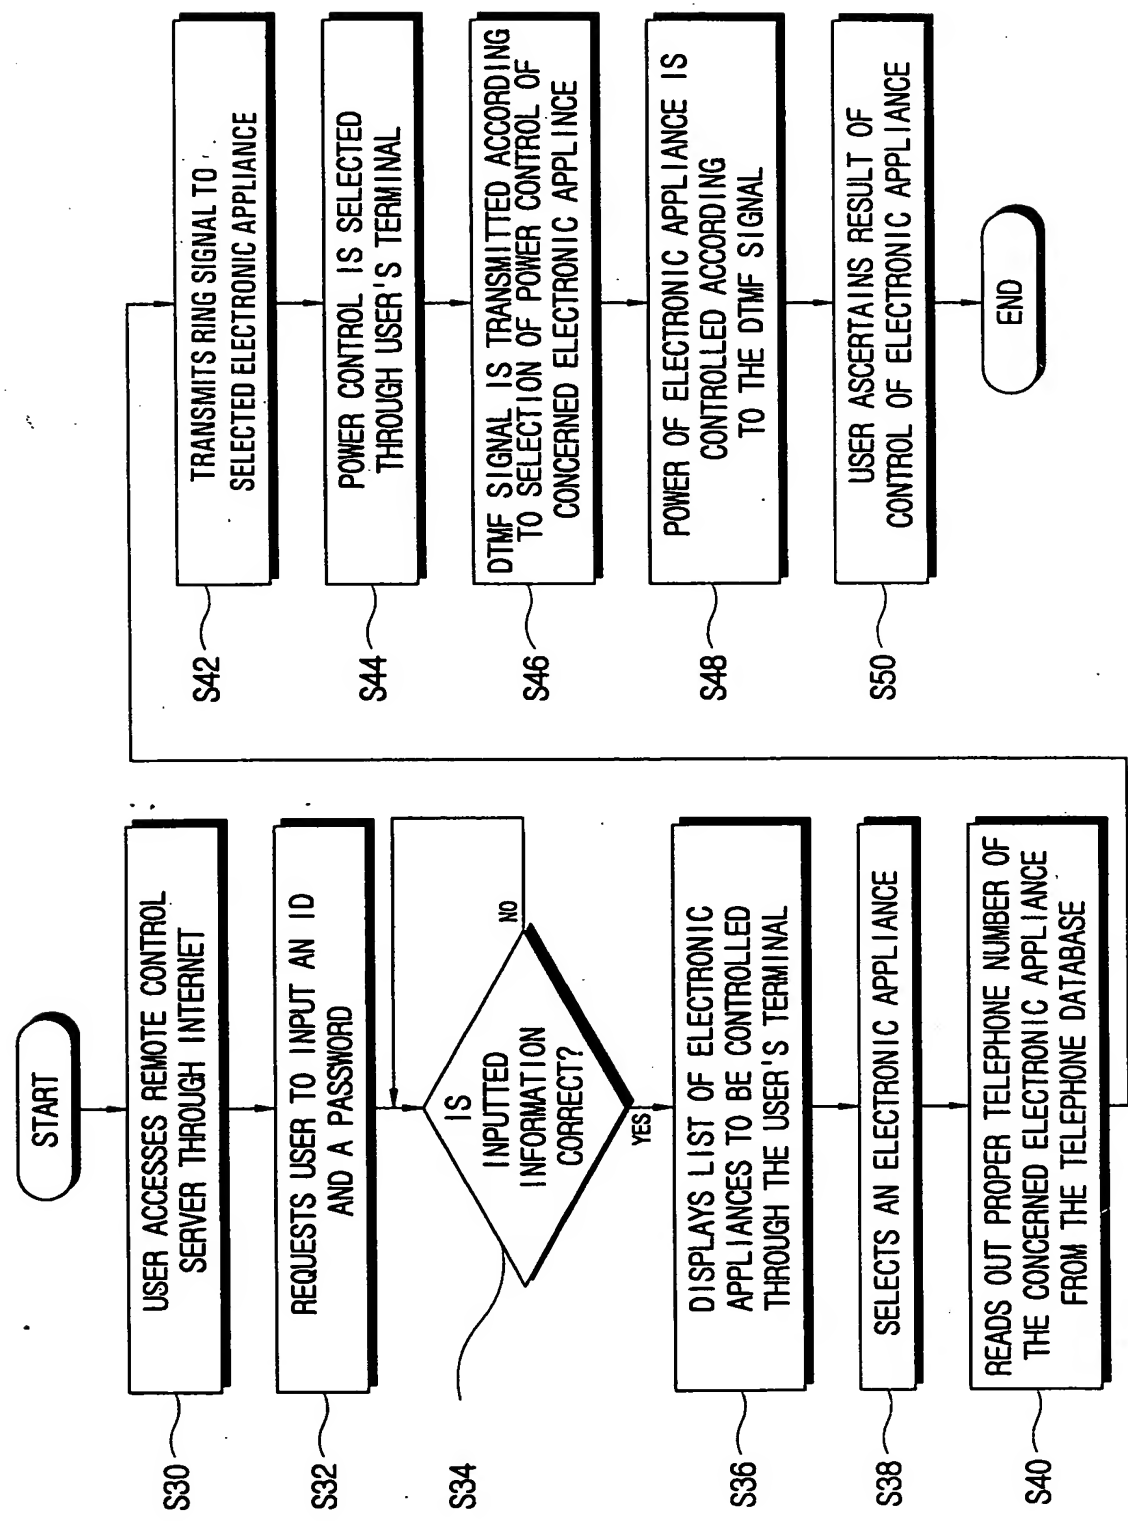 START
USER ACCESSES REMOTE CONTROL
SERVER THROUGH INTERNET
S30
REQUESTS USER TO INPUT AN ID
AND A PASSWORD
S32
IS
INPUTTED
INFORMATION
CORRECT?
NO
YES
S34
DISPLAYS LIST OF ELECTRONIC
APPLIANCES TO BE CONTROLLED
THROUGH THE USER'S TERMINAL
S36
SELECTS AN ELECTRONIC APPLIANCE
S38
READS OUT PROPER TELEPHONE NUMBER OF
THE CONCERNED ELECTRONIC APPLIANCE
FROM THE TELEPHONE DATABASE
S40
TRANSMITS RING SIGNAL TO
SELECTED ELECTRONIC APPLIANCE
S42
POWER CONTROL IS SELECTED
THROUGH USER'S TERMINAL
S44
DTMF SIGNAL IS TRANSMITTED ACCORDING
TO SELECTION OF POWER CONTROL OF
CONCERNED ELECTRONIC APPLINCE
S46
POWER OF ELECTRONIC APPLIANCE IS
CONTROLLED ACCORDING
TO THE DTMF SIGNAL
S48
USER ASCERTAINS RESULT OF
CONTROL OF ELECTRONIC APPLIANCE
S50
END